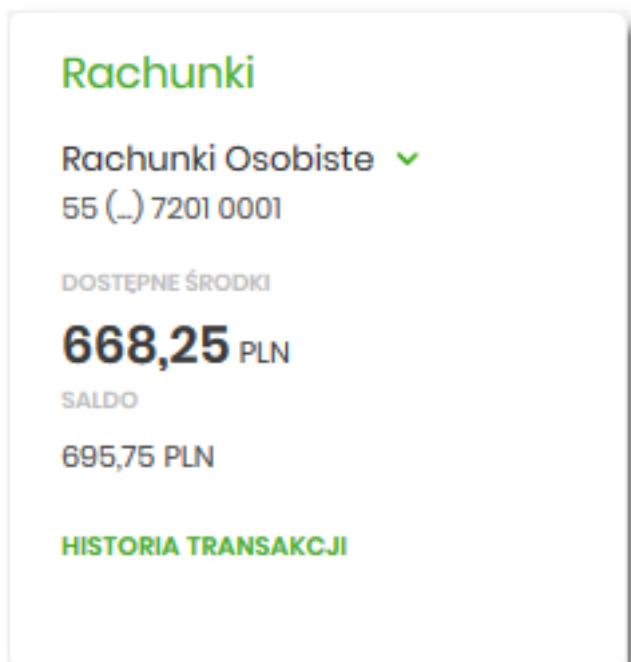 Rachunki
Rachunki Osobiste
55 (...) 7201 0001
DOSTĘPNE ŚRODKI
668,25 PLN
SALDO
695,75 PLN
HISTORIA TRANSAKCJI